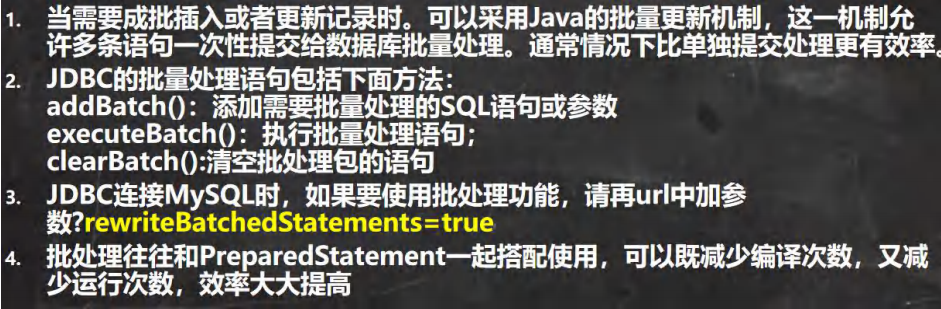 1. 当需要成批插入或者更新记录时。可以采用Java的批量更新机制，这一机制允
许多条语句一次性提交给数据库批量处理。通常情况下比单独提交处理更有效率。
2. JDBC的批量处理语句包括下面方法：
addBatch()：添加需要批量处理的SQL语句或参数
executeBatch()：执行批量处理语句；
clearBatch():清空批处理包的语句
3. JDBC连接MySQL时，如果要使用批处理功能，请再url中加参
数?rewriteBatchedStatements=true
4. 批处理往往和PreparedStatement一起搭配使用，可以既减少编译次数，又减
少运行次数，效率大大提高